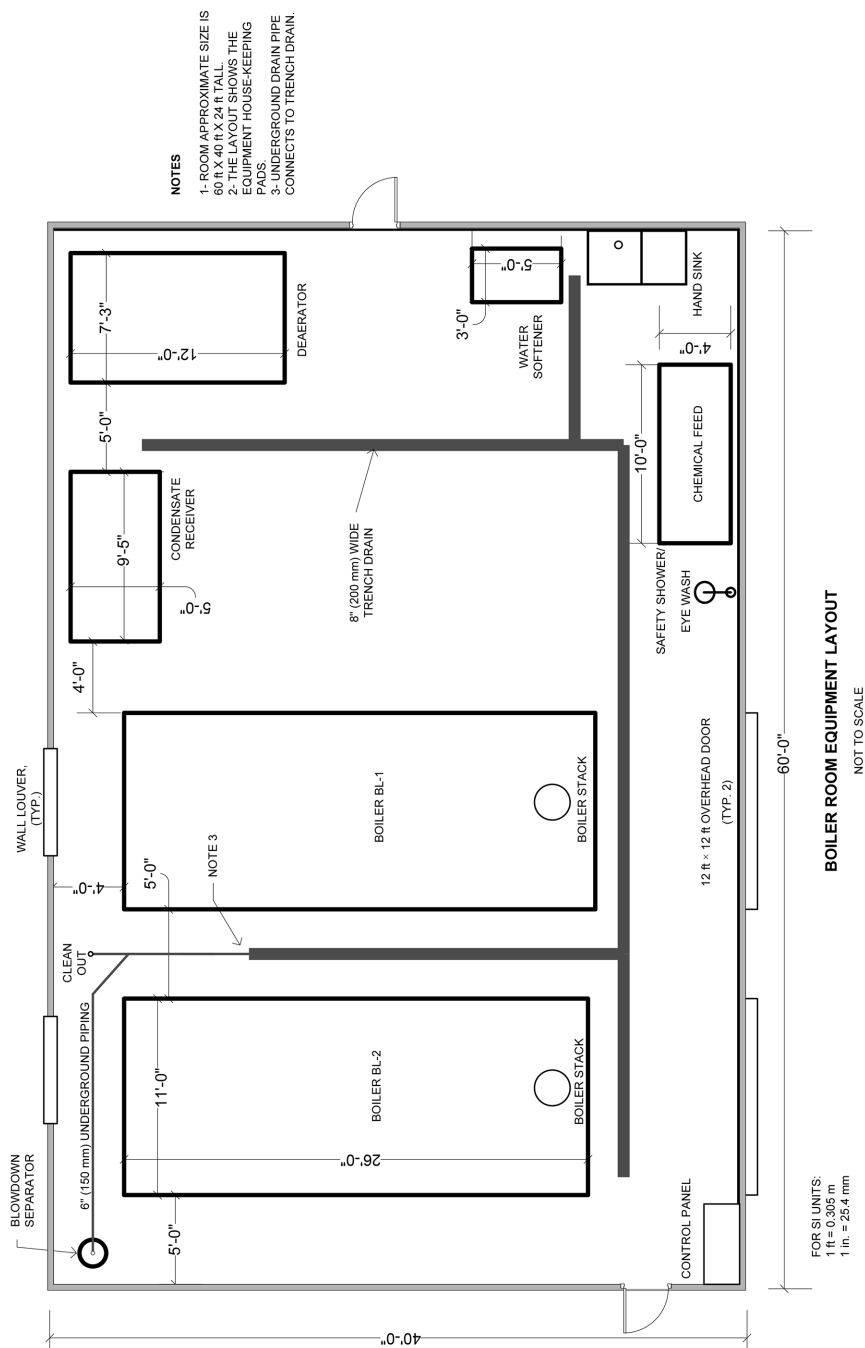 BLOWDOWN
SEPARATOR
6" (150 mm) UNDERGROUND PIPING
CLEAN
OUT
WALL LOUVER,
(TYP.)
4'-0"
NOTE 3
5'-0"
5'-0"
11'-0"
26'-0"
BOILER BL-2
BOILER STACK
BOILER BL-1
BOILER STACK
4'-0"
9'-5"
5'-0"
CONDENSATE
RECEIVER
5'-0"
7'-3"
12'-0"
DEAERATOR
8" (200 mm) WIDE
TRENCH DRAIN
3'-0"
5'-0"
WATER
SOFTENER
HAND SINK
10'-0"
4'-0"
CHEMICAL FEED
SAFETY SHOWER/
EYE WASH
12 ft × 12 ft OVERHEAD DOOR
(TYP. 2)
CONTROL PANEL
40'-0"
60'-0"
NOTES
1- ROOM APPROXIMATE SIZE IS
60 ft X 40 ft X 24 ft TALL.
2- THE LAYOUT SHOWS THE
EQUIPMENT HOUSE-KEEPING
PADS.
3- UNDERGROUND DRAIN PIPE
CONNECTS TO TRENCH DRAIN.
FOR SI UNITS:
1 ft = 0.305 m
1 in. = 25.4 mm
BOILER ROOM EQUIPMENT LAYOUT
NOT TO SCALE